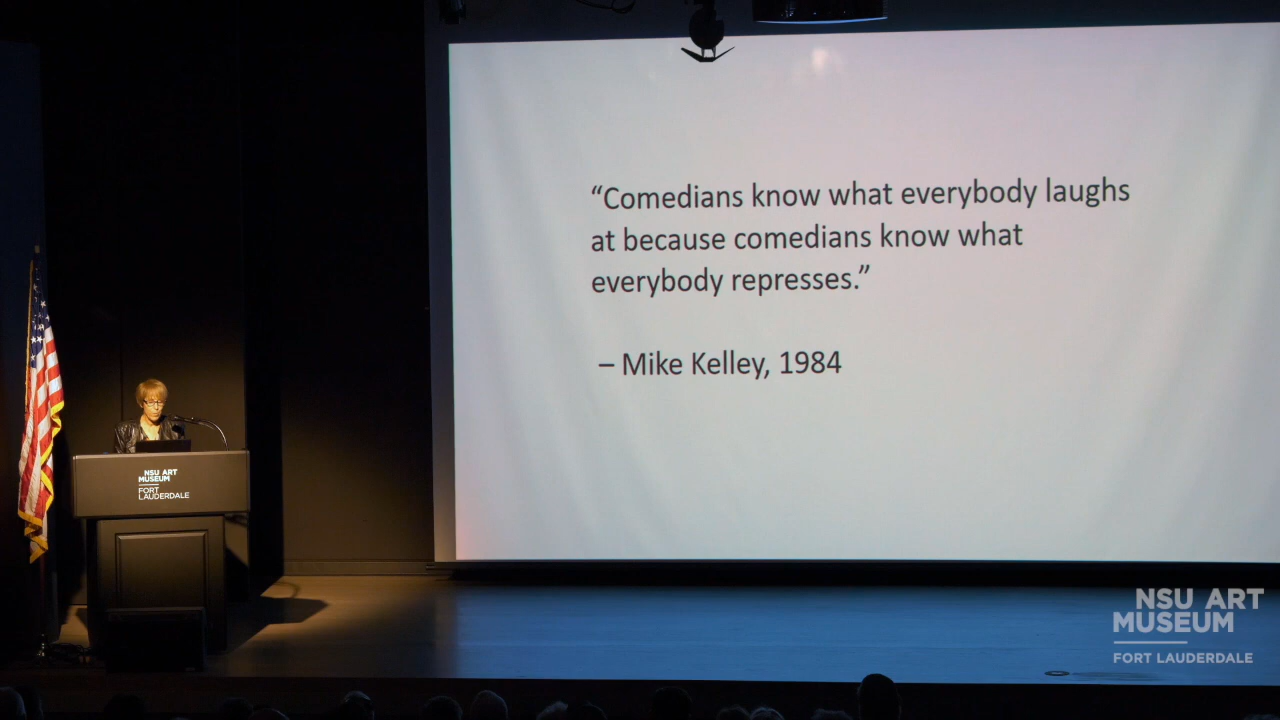 “Comedians know what everybody laughs
at because comedians know what
everybody represses.”
– Mike Kelley, 1984
NSU ART
MUSEUM
FORT
LAUDERDALE
NSU ART
MUSEUM
FORT LAUDERDALE